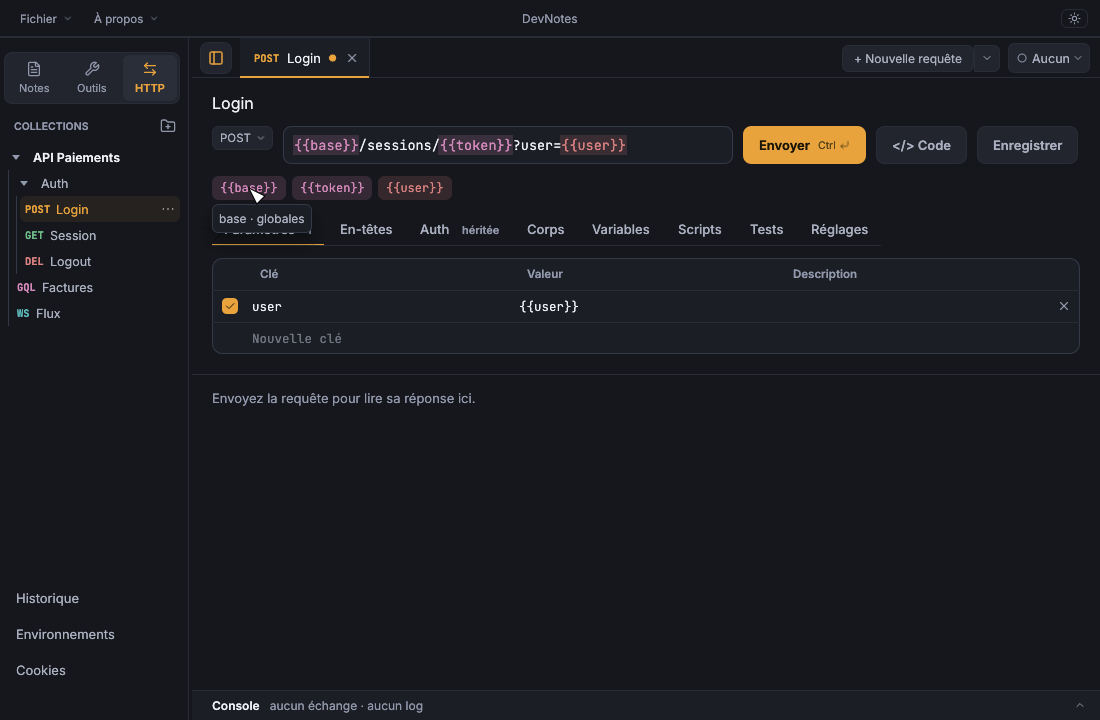 Fichier
À propos
DevNotes
Notes
Outils
HTTP
POST Login
+ Nouvelle requête
Aucun
COLLECTIONS
API Paiements
Auth
POST Login ···
GET Session
DEL Logout
GQL Factures
WS Flux
Historique
Environnements
Cookies
Login
POST
{{base}}/sessions/{{token}}?user={{user}}
Envoyer Ctrl ↵
</> Code
Enregistrer
{{base}} {{token}} {{user}}
base · globales
En-têtes
Auth héritée
Corps
Variables
Scripts
Tests
Réglages
Clé Valeur Description
user {{user}}
Nouvelle clé
Envoyez la requête pour lire sa réponse ici.
Console aucun échange · aucun log